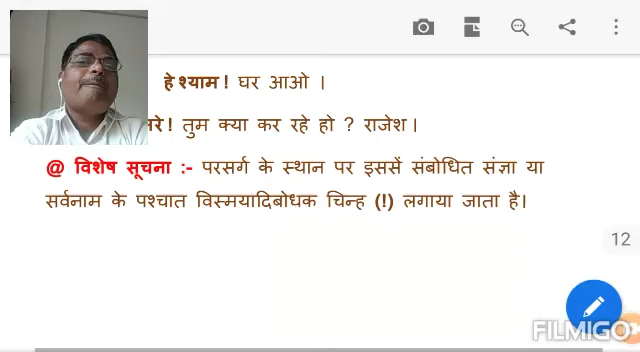 हे श्याम ! घर आओ ।
रे ! तुम क्या कर रहे हो ? राजेश ।
@ विशेष सूचना :- परसर्ग के स्थान पर इससें संबोधित संज्ञा या
सर्वनाम के पश्चात विस्मयादिबोधक चिन्ह (!) लगाया जाता है।
12
FILMIGO